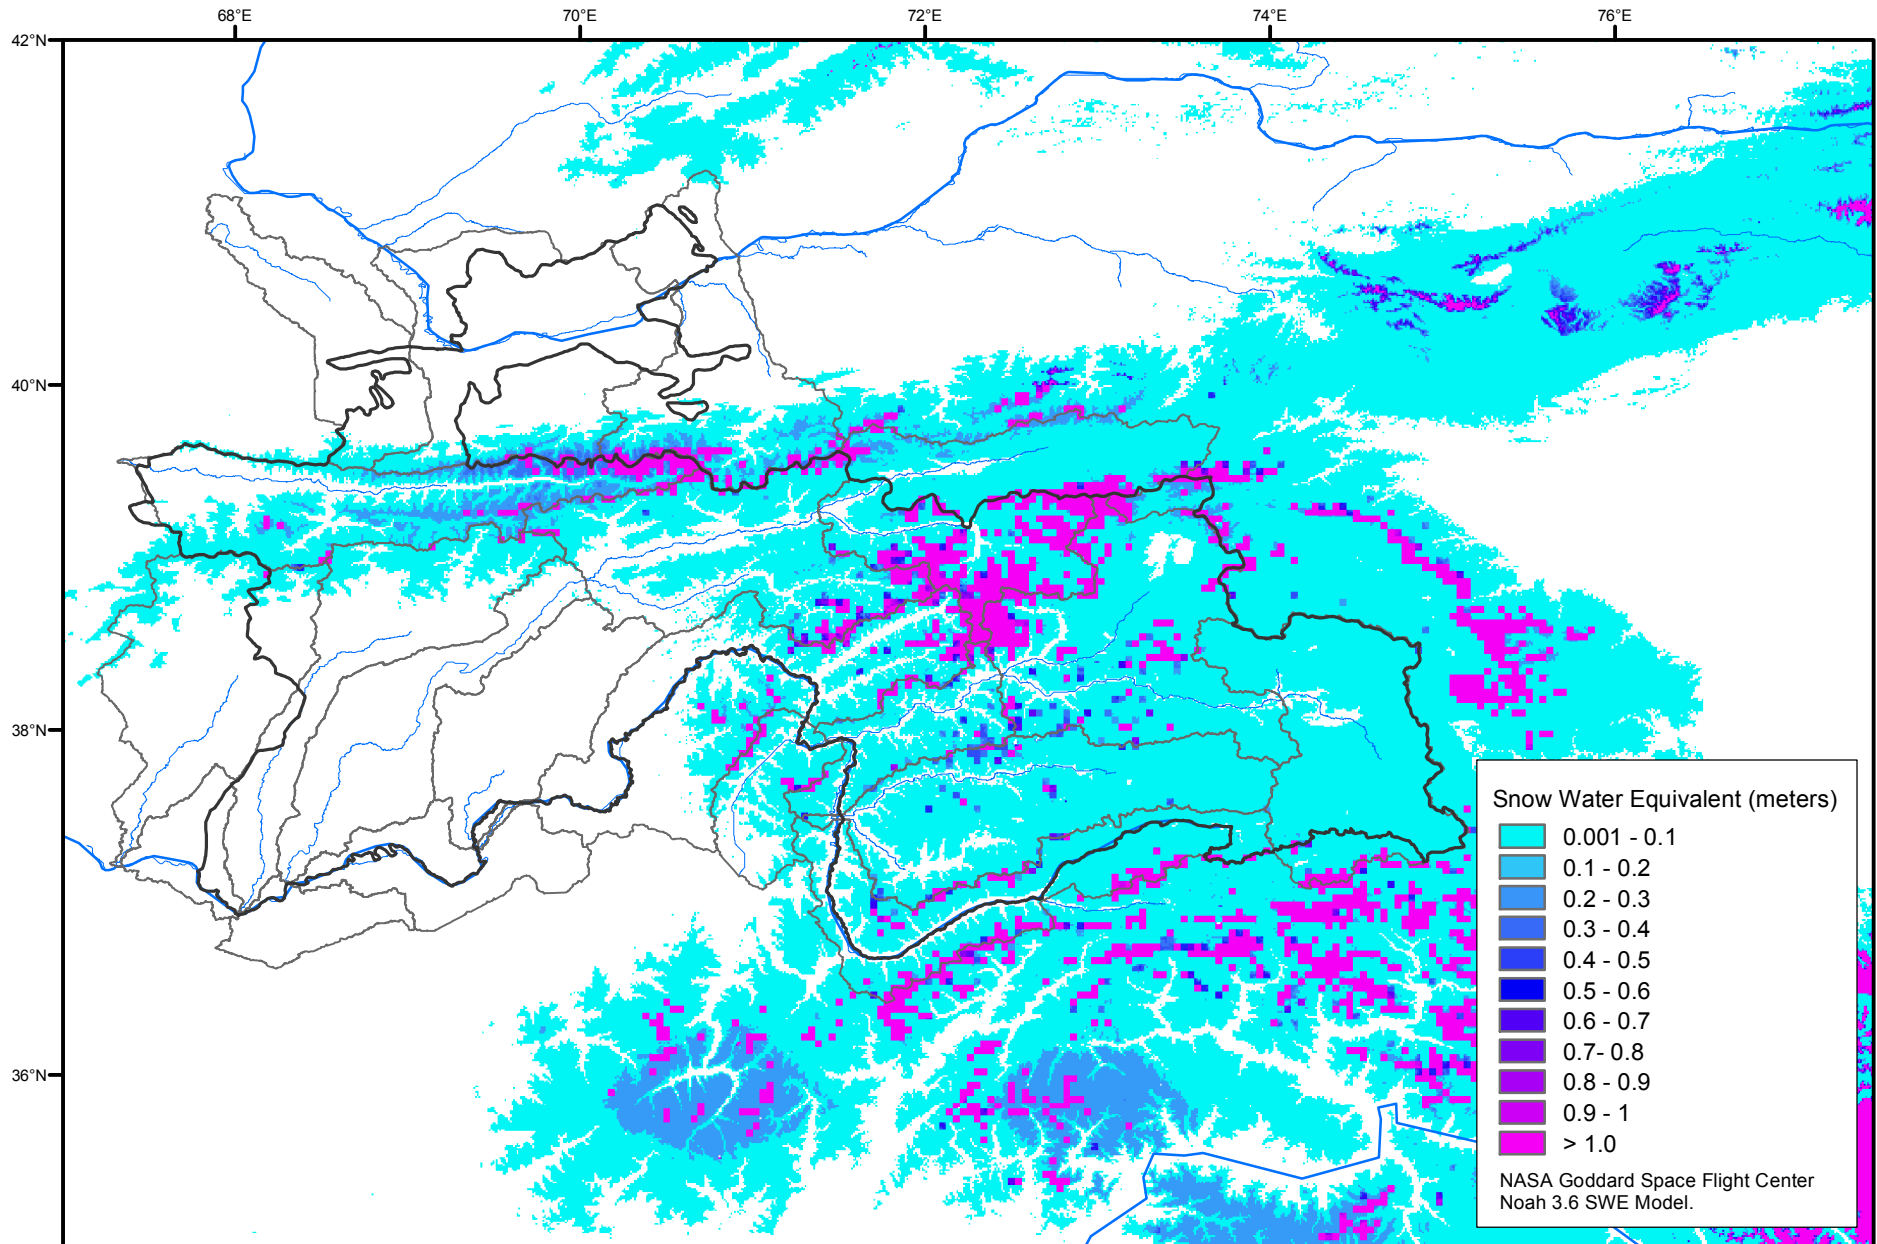 68°E
70°E
72°E
74°E
76°E
42°N
40°N
38°N
36°N
Snow Water Equivalent (meters)
0.001 - 0.1
0.1 - 0.2
0.2 - 0.3
0.3 - 0.4
0.4 - 0.5
0.5 - 0.6
0.6 - 0.7
0.7- 0.8
0.8 - 0.9
0.9 - 1
> 1.0
NASA Goddard Space Flight Center
Noah 3.6 SWE Model.